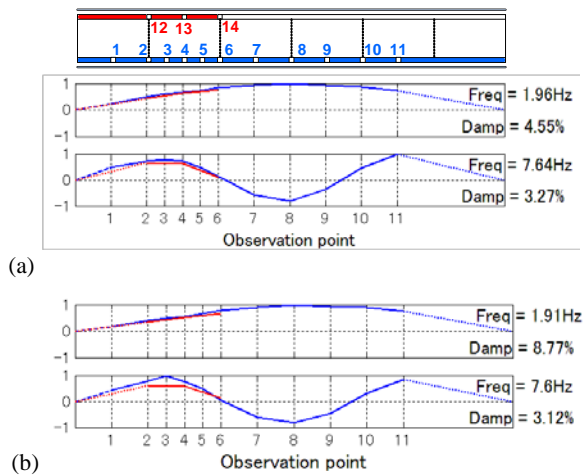 12 13 14
1 2 3 4 5 6 7 8 9 10 11
1
0
-1
Freq = 1.96Hz
Damp = 4.55%
1
0
-1
Freq = 7.64Hz
Damp = 3.27%
1 2 3 4 5 6 7 8 9 10 11
Observation point
(a)
1
0
-1
Freq = 1.91Hz
Damp = 8.77%
1
0
-1
Freq = 7.6Hz
Damp = 3.12%
1 2 3 4 5 6 7 8 9 10 11
Observation point
(b)